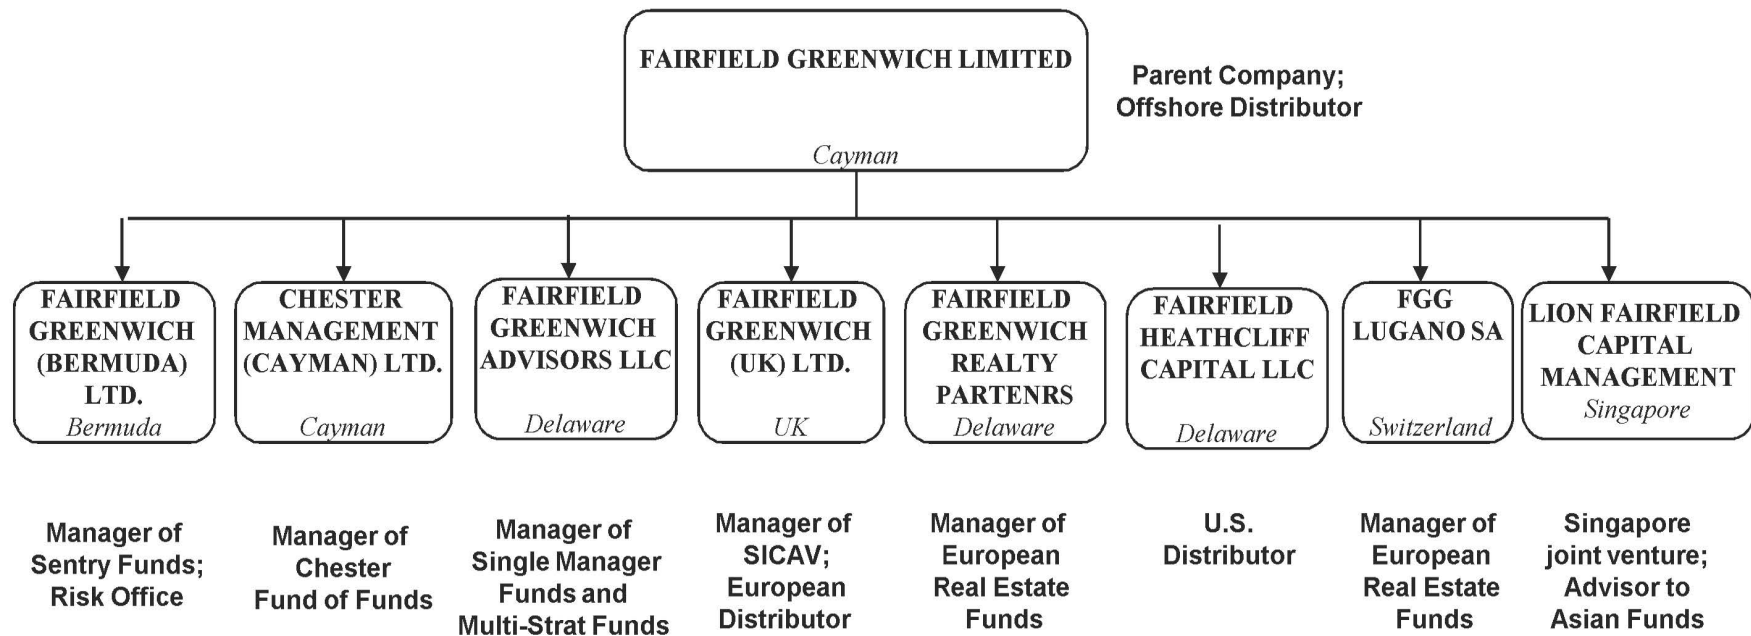 FAIRFIELD GREENWICH LIMITED
Cayman
Parent Company;
Offshore Distributor
FAIRFIELD
GREENWICH
(BERMUDA)
LTD.
Bermuda
CHESTER
MANAGEMENT
(CAYMAN) LTD.
Cayman
FAIRFIELD
GREENWICH
ADVISORS LLC
Delaware
FAIRFIELD
GREENWICH
(UK) LTD.
UK
FAIRFIELD
GREENWICH
REALTY
PARTENRS
Delaware
FAIRFIELD
HEATHCLIFF
CAPITAL LLC
Delaware
FGG
LUGANO SA
Switzerland
LION FAIRFIELD
CAPITAL
MANAGEMENT
Singapore
Manager of
Sentry Funds;
Risk Office
Manager of
Chester
Fund of Funds
Manager of
Single Manager
Funds and
Multi-Strat Funds
Manager of
SICAV;
European
Distributor
Manager of
European
Real Estate
Funds
U.S.
Distributor
Manager of
European
Real Estate
Funds
Singapore
joint venture;
Advisor to
Asian Funds